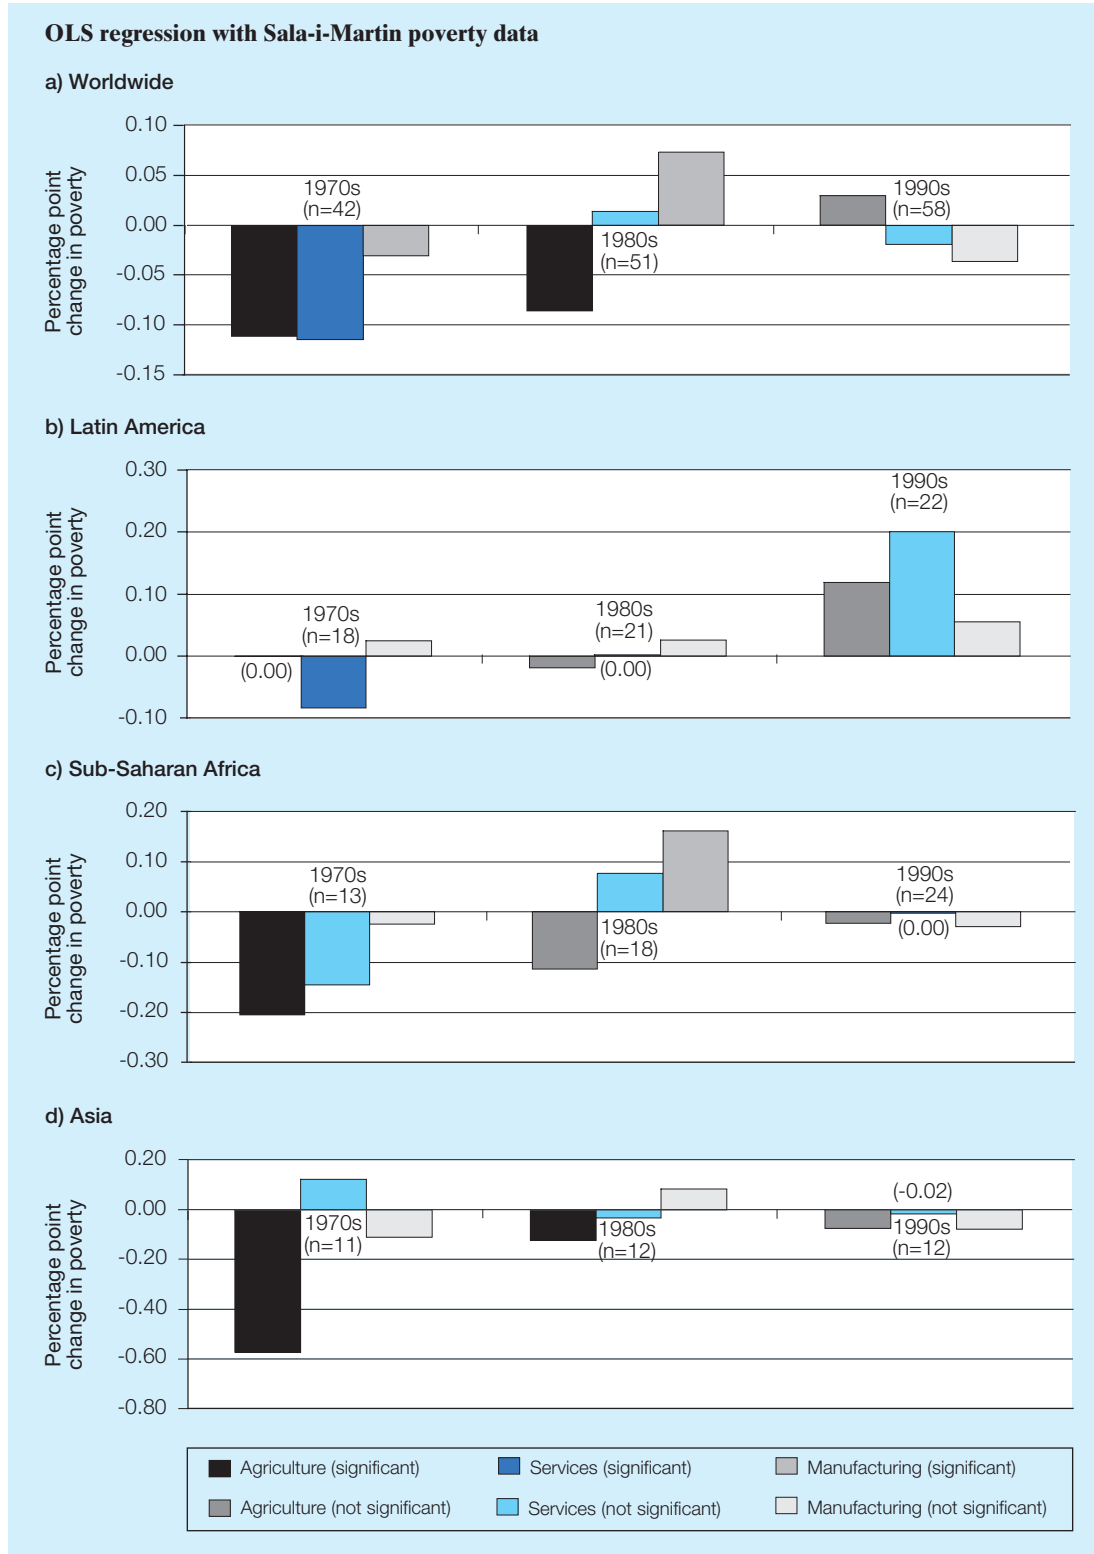 OLS regression with Sala-i-Martin poverty data
a) Worldwide
Percentage point
change in poverty
0.10
0.05
0.00
-0.05
-0.10
-0.15
1970s
(n=42)
1980s
(n=51)
1990s
(n=58)
b) Latin America
Percentage point
change in poverty
0.30
0.20
0.10
0.00
-0.10
(0.00)
1970s
(n=18)
1980s
(n=21)
(0.00)
1990s
(n=22)
c) Sub-Saharan Africa
Percentage point
change in poverty
0.20
0.10
0.00
-0.10
-0.20
-0.30
1970s
(n=13)
1980s
(n=18)
1990s
(n=24)
(0.00)
d) Asia
Percentage point
change in poverty
0.20
0.00
-0.20
-0.40
-0.60
-0.80
1970s
(n=11)
1980s
(n=12)
(-0.02)
1990s
(n=12)
Agriculture (significant)
Services (significant)
Manufacturing (significant)
Agriculture (not significant)
Services (not significant)
Manufacturing (not significant)